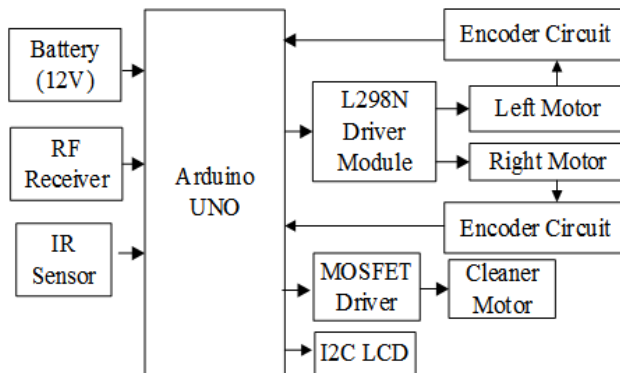 Battery
(12V)
RF
Receiver
IR
Sensor
Arduino
UNO
Encoder Circuit
L298N
Driver
Module
Left Motor
Right Motor
Encoder Circuit
MOSFET
Driver
Cleaner
Motor
I2C LCD